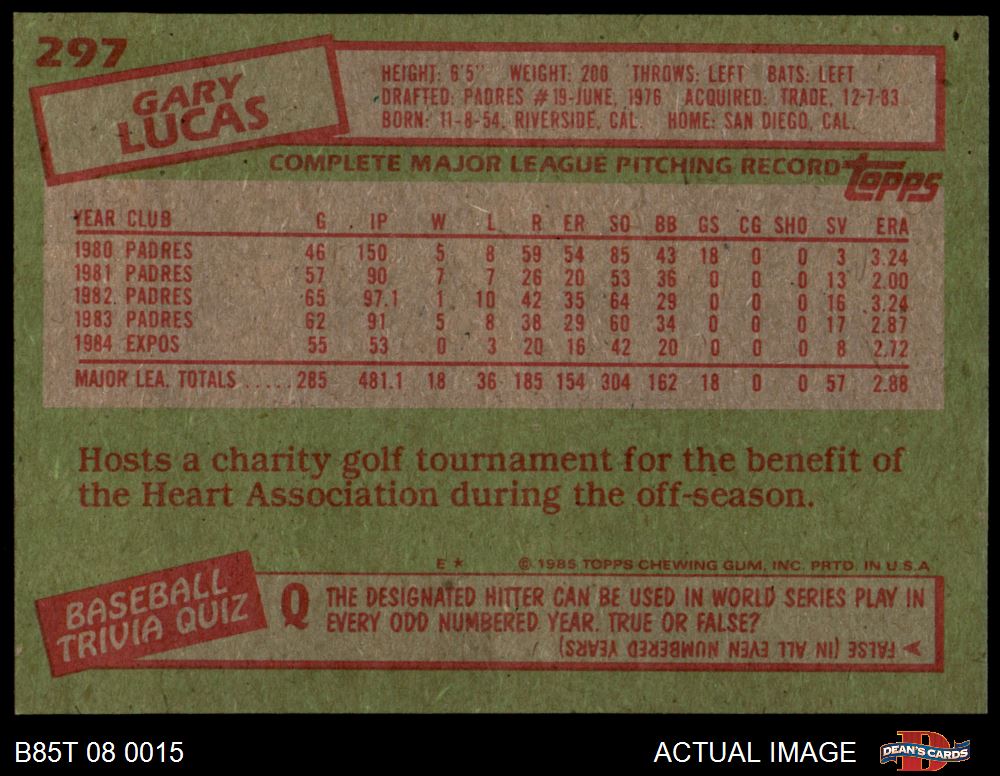 297
GARY
LUCAS
HEIGHT: 6'5" WEIGHT: 200 THROWS: LEFT BATS: LEFT
DRAFTED: PADRES #19-JUNE, 1976 ACQUIRED: TRADE, 12-7-83
BORN: 11-8-54, RIVERSIDE, CAL. HOME: SAN DIEGO, CAL.
COMPLETE MAJOR LEAGUE PITCHING RECORD topps
YEAR CLUB G IP W L R ER SO BB GS CG SHO SV ERA
1980 PADRES 46 150 5 8 59 54 85 43 18 0 0 3 3.24
1981 PADRES 57 90 7 7 26 20 53 36 0 0 0 13 2.00
1982 PADRES 65 97.1 1 10 42 35 64 29 0 0 0 16 3.24
1983 PADRES 62 91 5 8 38 29 60 34 0 0 0 17 2.87
1984 EXPOS 55 53 0 3 20 16 42 20 0 0 0 8 2.72
MAJOR LEA. TOTALS ..... 285 481.1 18 36 185 154 304 162 18 0 0 57 2.88
Hosts a charity golf tournament for the benefit of
the Heart Association during the off-season.
E * © 1985 TOPPS CHEWING GUM, INC. PRTD. IN U.S.A
BASEBALL
TRIVIA QUIZ
Q THE DESIGNATED HITTER CAN BE USED IN WORLD SERIES PLAY IN
EVERY ODD NUMBERED YEAR. TRUE OR FALSE?
FALSE (IN ALL EVEN NUMBERED YEARS)
B85T 08 0015 ACTUAL IMAGE D DEAN'S CARDS